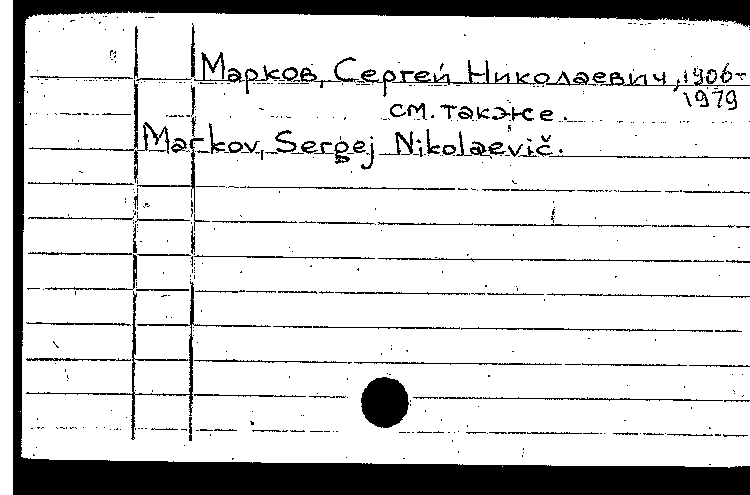 Марков, Сергей Николаевич, 1906-
1979
см. также.
Markov, Sergej Nikolaevič.